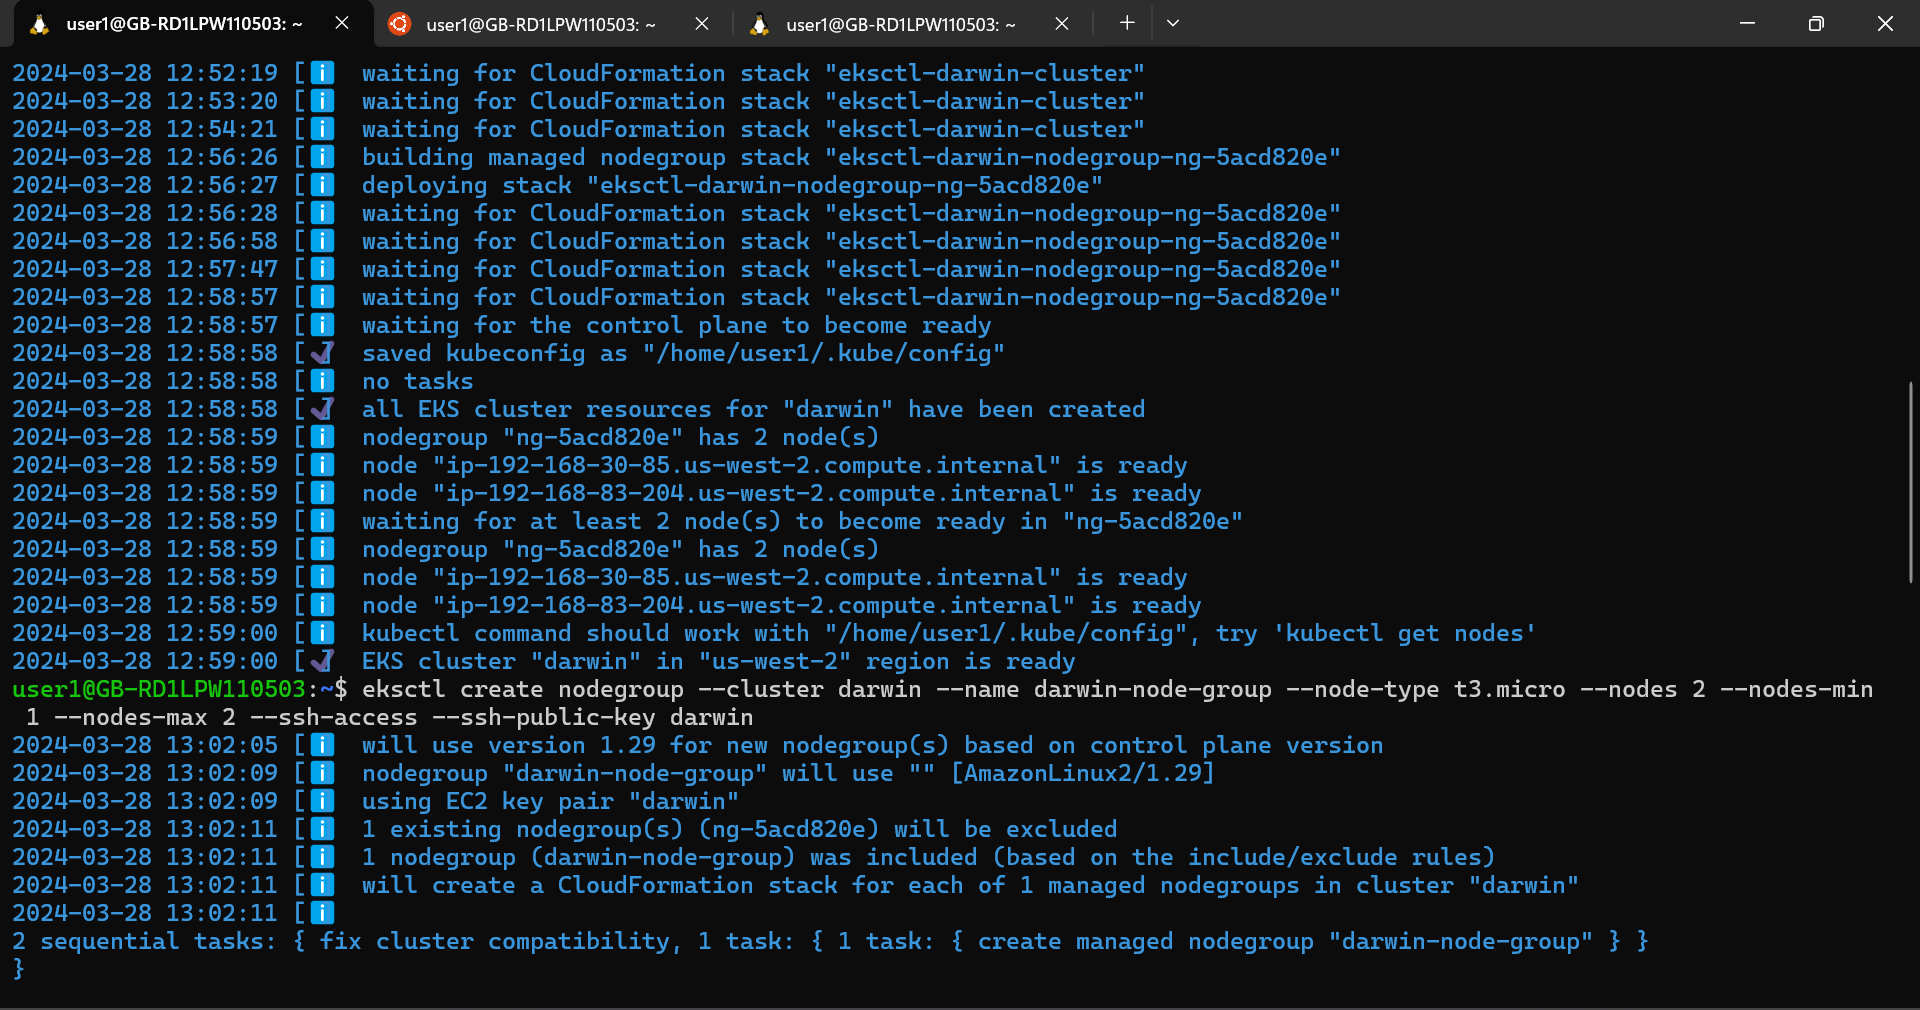 user1@GB-RD1LPW110503: ~ user1@GB-RD1LPW110503: ~ user1@GB-RD1LPW110503: ~
2024-03-28 12:52:19 [i] waiting for CloudFormation stack "eksctl-darwin-cluster"
2024-03-28 12:53:20 [i] waiting for CloudFormation stack "eksctl-darwin-cluster"
2024-03-28 12:54:21 [i] waiting for CloudFormation stack "eksctl-darwin-cluster"
2024-03-28 12:56:26 [i] building managed nodegroup stack "eksctl-darwin-nodegroup-ng-5acd820e"
2024-03-28 12:56:27 [i] deploying stack "eksctl-darwin-nodegroup-ng-5acd820e"
2024-03-28 12:56:28 [i] waiting for CloudFormation stack "eksctl-darwin-nodegroup-ng-5acd820e"
2024-03-28 12:56:58 [i] waiting for CloudFormation stack "eksctl-darwin-nodegroup-ng-5acd820e"
2024-03-28 12:57:47 [i] waiting for CloudFormation stack "eksctl-darwin-nodegroup-ng-5acd820e"
2024-03-28 12:58:57 [i] waiting for CloudFormation stack "eksctl-darwin-nodegroup-ng-5acd820e"
2024-03-28 12:58:57 [i] waiting for the control plane to become ready
2024-03-28 12:58:58 [✔] saved kubeconfig as "/home/user1/.kube/config"
2024-03-28 12:58:58 [i] no tasks
2024-03-28 12:58:58 [✔] all EKS cluster resources for "darwin" have been created
2024-03-28 12:58:59 [i] nodegroup "ng-5acd820e" has 2 node(s)
2024-03-28 12:58:59 [i] node "ip-192-168-30-85.us-west-2.compute.internal" is ready
2024-03-28 12:58:59 [i] node "ip-192-168-83-204.us-west-2.compute.internal" is ready
2024-03-28 12:58:59 [i] waiting for at least 2 node(s) to become ready in "ng-5acd820e"
2024-03-28 12:58:59 [i] nodegroup "ng-5acd820e" has 2 node(s)
2024-03-28 12:58:59 [i] node "ip-192-168-30-85.us-west-2.compute.internal" is ready
2024-03-28 12:58:59 [i] node "ip-192-168-83-204.us-west-2.compute.internal" is ready
2024-03-28 12:59:00 [i] kubectl command should work with "/home/user1/.kube/config", try 'kubectl get nodes'
2024-03-28 12:59:00 [✔] EKS cluster "darwin" in "us-west-2" region is ready
user1@GB-RD1LPW110503:~$ eksctl create nodegroup --cluster darwin --name darwin-node-group --node-type t3.micro --nodes 2 --nodes-min
1 --nodes-max 2 --ssh-access --ssh-public-key darwin
2024-03-28 13:02:05 [i] will use version 1.29 for new nodegroup(s) based on control plane version
2024-03-28 13:02:09 [i] nodegroup "darwin-node-group" will use "" [AmazonLinux2/1.29]
2024-03-28 13:02:09 [i] using EC2 key pair "darwin"
2024-03-28 13:02:11 [i] 1 existing nodegroup(s) (ng-5acd820e) will be excluded
2024-03-28 13:02:11 [i] 1 nodegroup (darwin-node-group) was included (based on the include/exclude rules)
2024-03-28 13:02:11 [i] will create a CloudFormation stack for each of 1 managed nodegroups in cluster "darwin"
2024-03-28 13:02:11 [i]
2 sequential tasks: { fix cluster compatibility, 1 task: { 1 task: { create managed nodegroup "darwin-node-group" } }
}